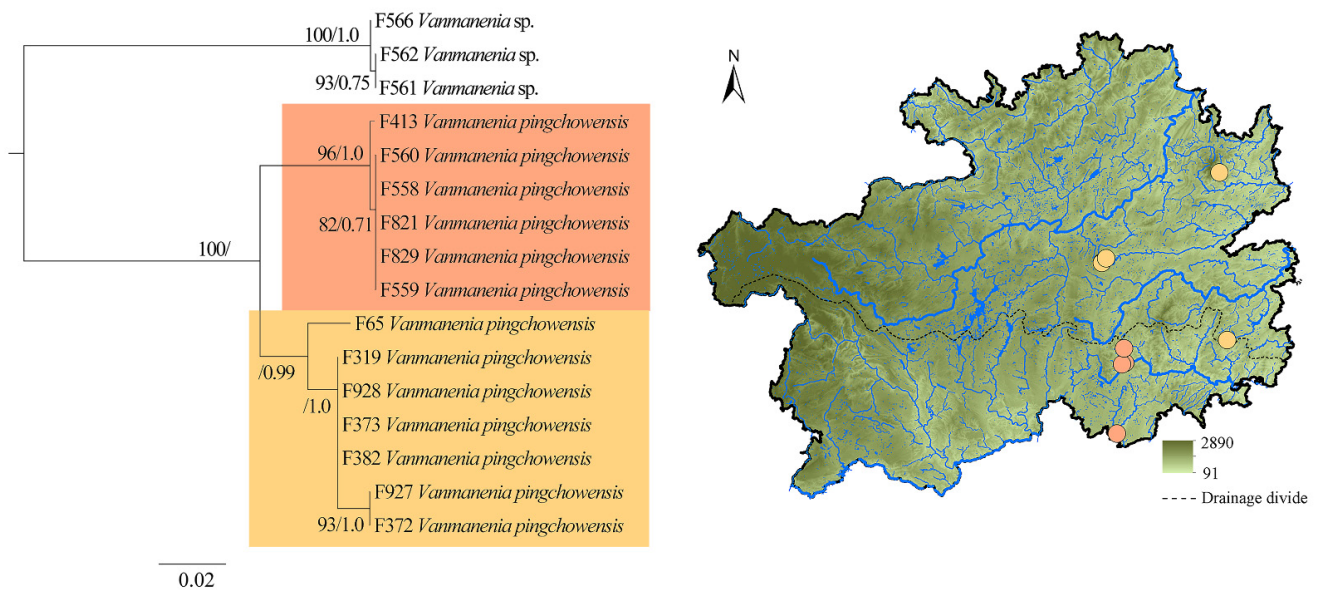 F566 Vanmanenia sp.
100/1.0
F562 Vanmanenia sp.
93/0.75
F561 Vanmanenia sp.
F413 Vanmanenia pingchowensis
96/1.0
F560 Vanmanenia pingchowensis
F558 Vanmanenia pingchowensis
82/0.71
F821 Vanmanenia pingchowensis
100/
F829 Vanmanenia pingchowensis
F559 Vanmanenia pingchowensis
F65 Vanmanenia pingchowensis
F319 Vanmanenia pingchowensis
/0.99
F928 Vanmanenia pingchowensis
/1.0
F373 Vanmanenia pingchowensis
F382 Vanmanenia pingchowensis
F927 Vanmanenia pingchowensis
93/1.0
F372 Vanmanenia pingchowensis
0.02
N
2890
91
Drainage divide